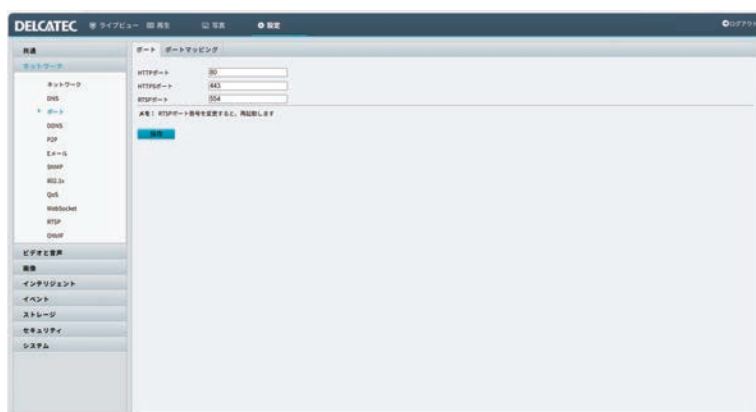 DELCATEC ライブビュー 再生 写真 設定 ログアウト
共通
ネットワーク
ネットワーク
DNS
ポート
DDNS
P2P
Eメール
SNMP
802.1x
QoS
WebSocket
RTSP
ONVIF
ビデオと音声
画像
インテリジェント
イベント
ストレージ
セキュリティ
システム
ポート ポートマッピング
HTTPポート 80
HTTPSポート 443
RTSPポート 554
メモ： RTSPポート番号を変更すると、再起動します
保存